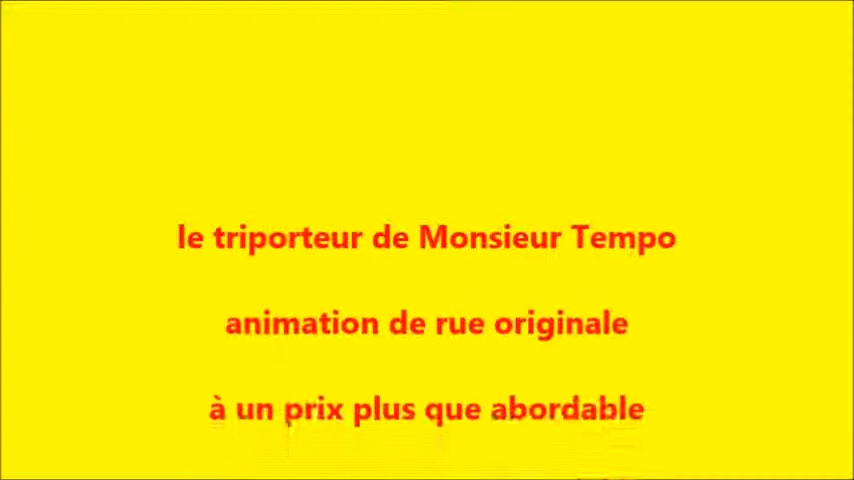 le triporteur de Monsieur Tempo
animation de rue originale
à un prix plus que abordable